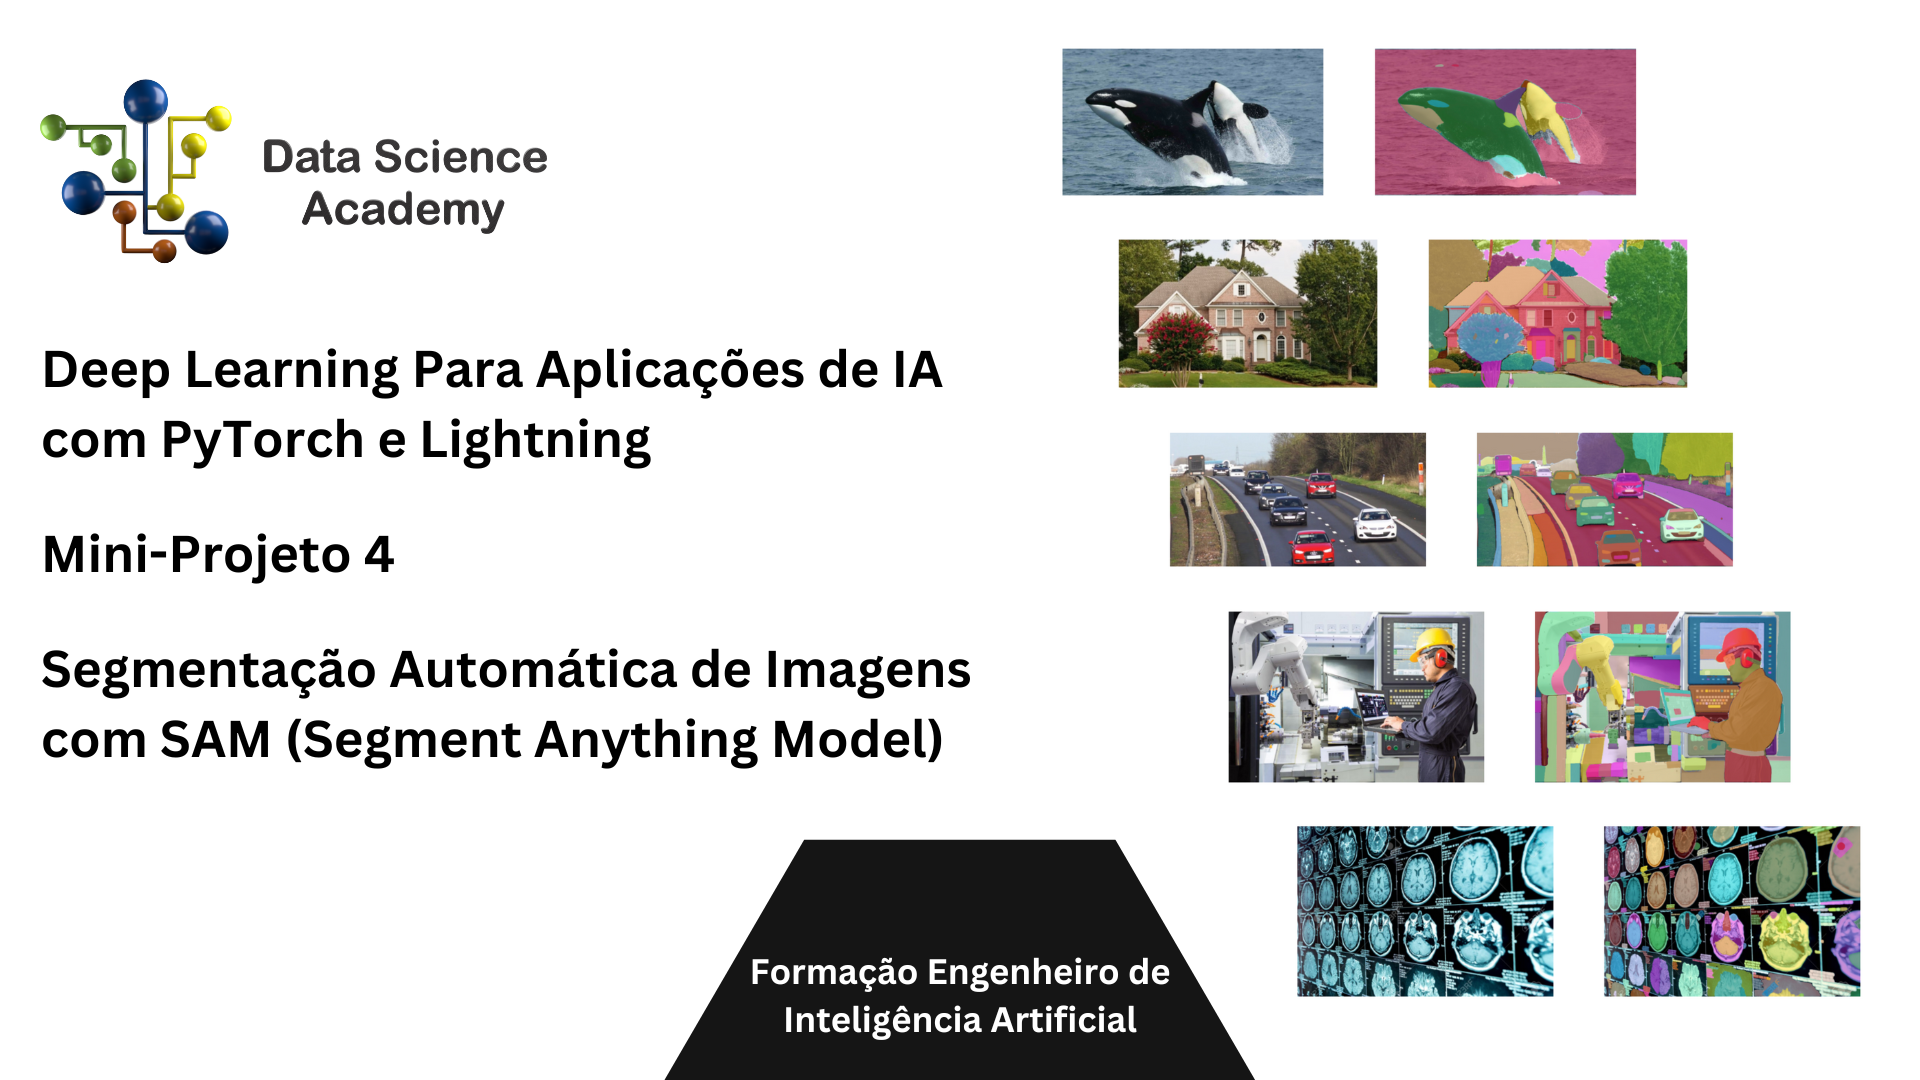 Data Science
Academy
Deep Learning Para Aplicações de IA
com PyTorch e Lightning
Mini-Projeto 4
Segmentação Automática de Imagens
com SAM (Segment Anything Model)
Formação Engenheiro de
Inteligência Artificial